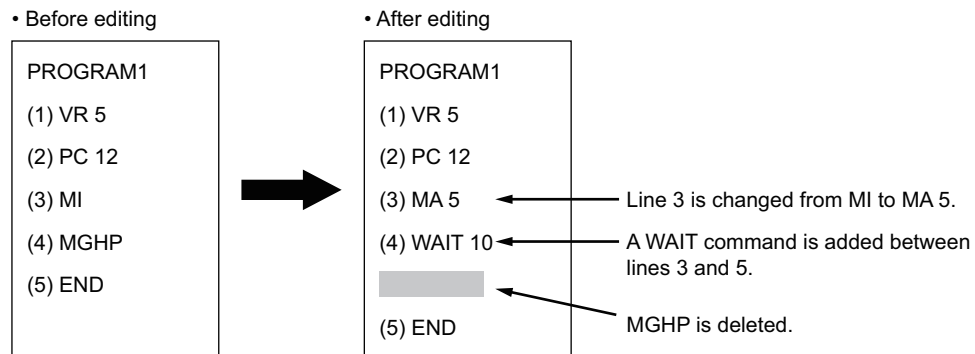 • Before editing
PROGRAM1
(1) VR 5
(2) PC 12
(3) MI
(4) MGHP
(5) END
• After editing
PROGRAM1
(1) VR 5
(2) PC 12
(3) MA 5
(4) WAIT 10
(5) END
Line 3 is changed from MI to MA 5.
A WAIT command is added between
lines 3 and 5.
MGHP is deleted.